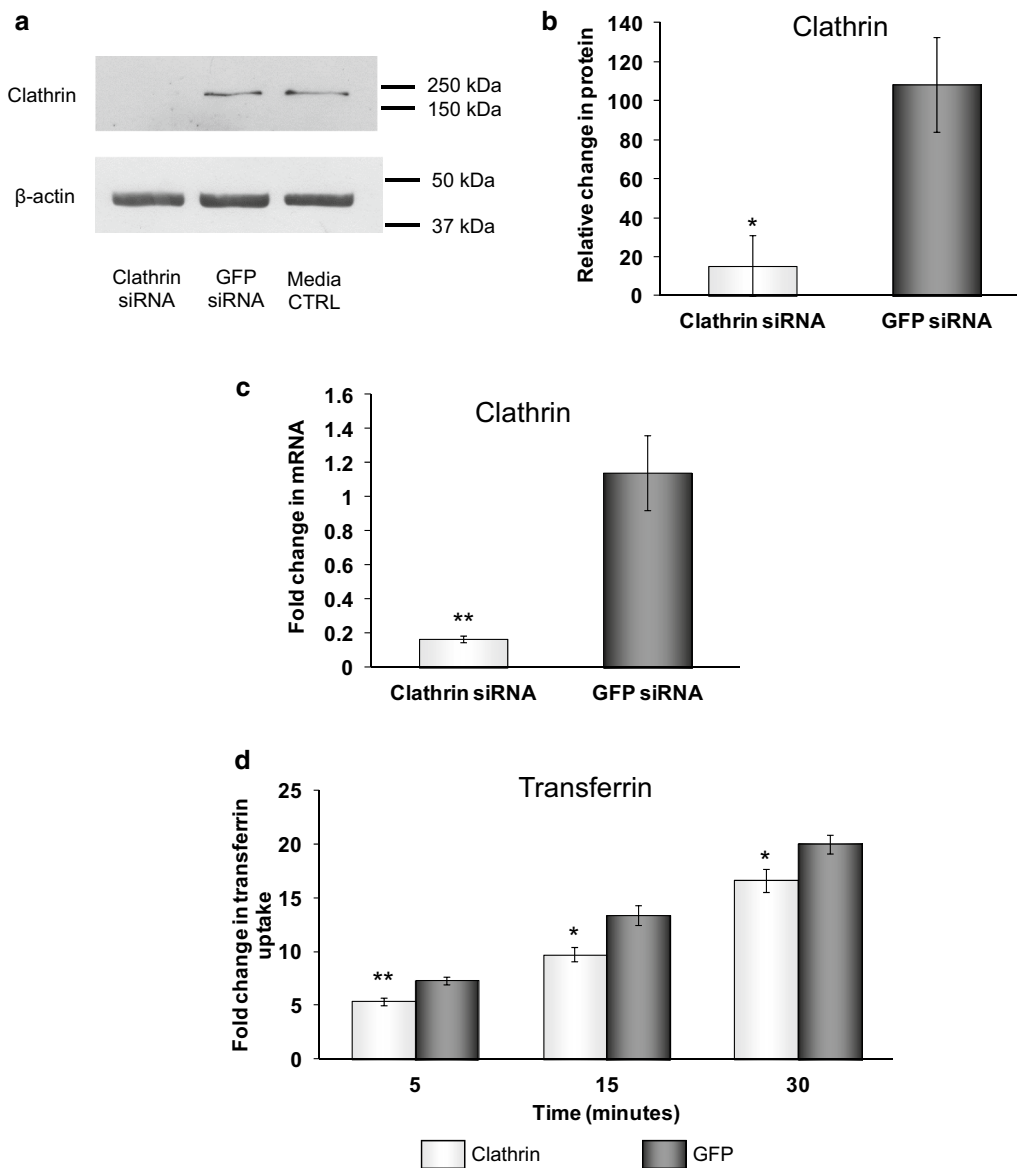 a
Clathrin
250 kDa
150 kDa
β-actin
50 kDa
37 kDa
Clathrin
siRNA
GFP
siRNA
Media
CTRL
b
Clathrin
Relative change in protein
140
120
100
80
60
40
20
0
*
Clathrin siRNA
GFP siRNA
c
Clathrin
Fold change in mRNA
1.6
1.4
1.2
1
0.8
0.6
0.4
0.2
0
**
Clathrin siRNA
GFP siRNA
d
Transferrin
Fold change in transferrin
uptake
25
20
15
10
5
0
**
*
*
5
15
30
Time (minutes)
Clathrin
GFP